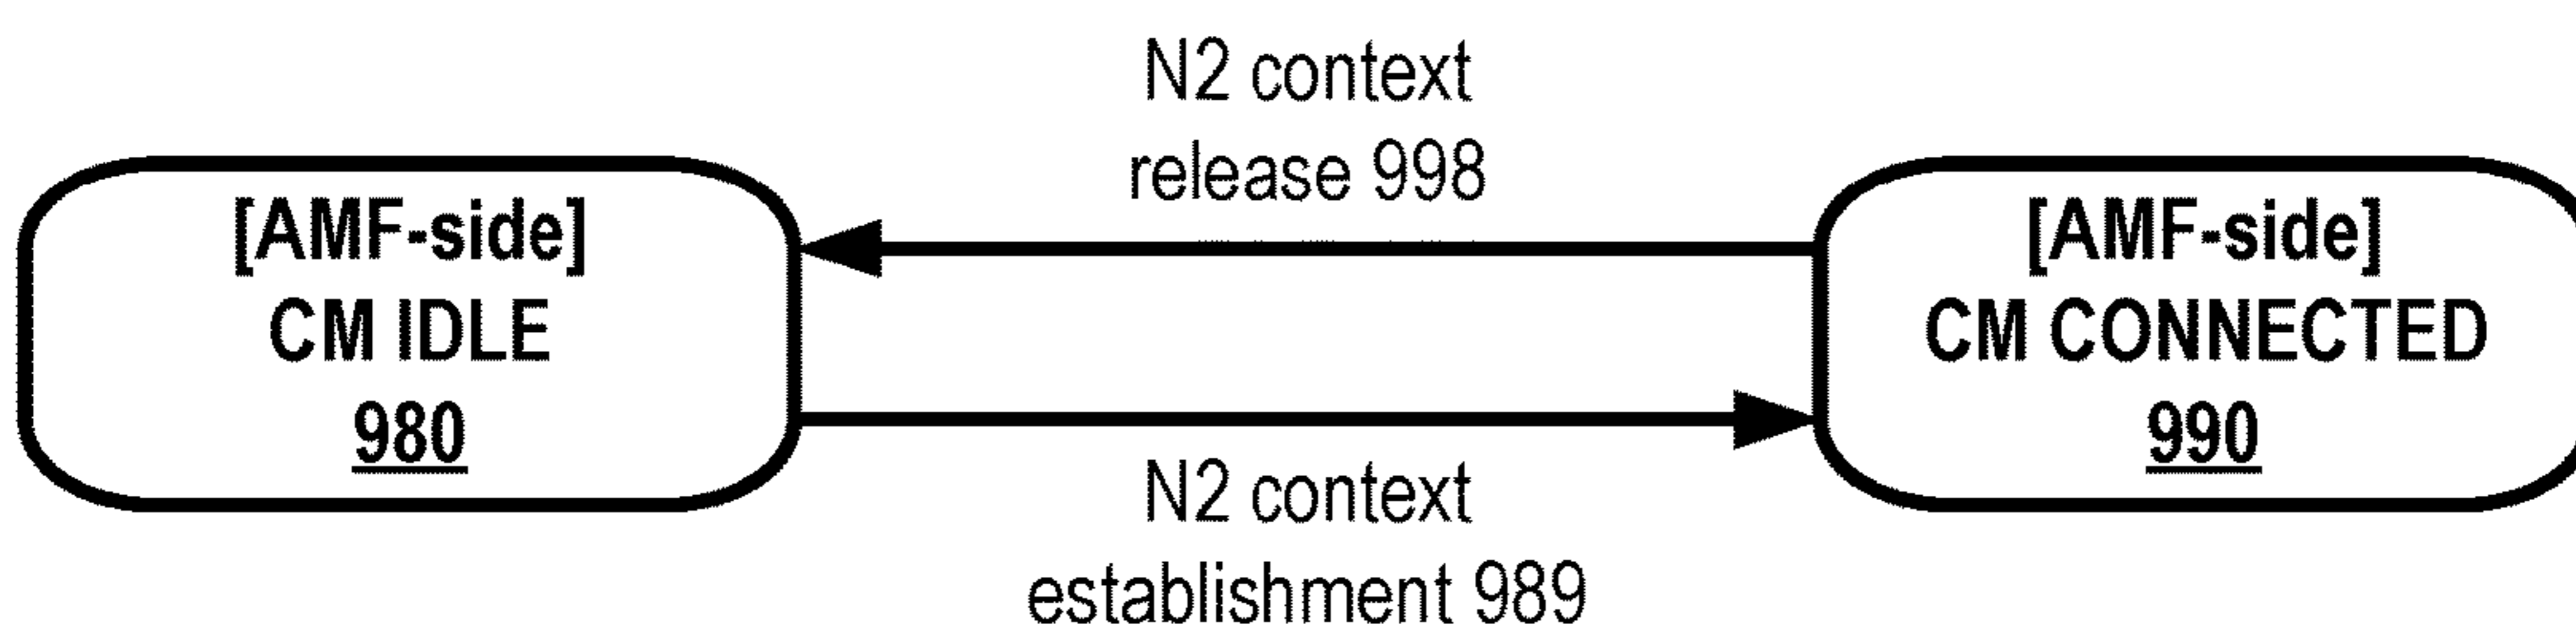 N2 context
release 998
[AMF-side]
CM IDLE
980
[AMF-side]
CM CONNECTED
990
N2 context
establishment 989